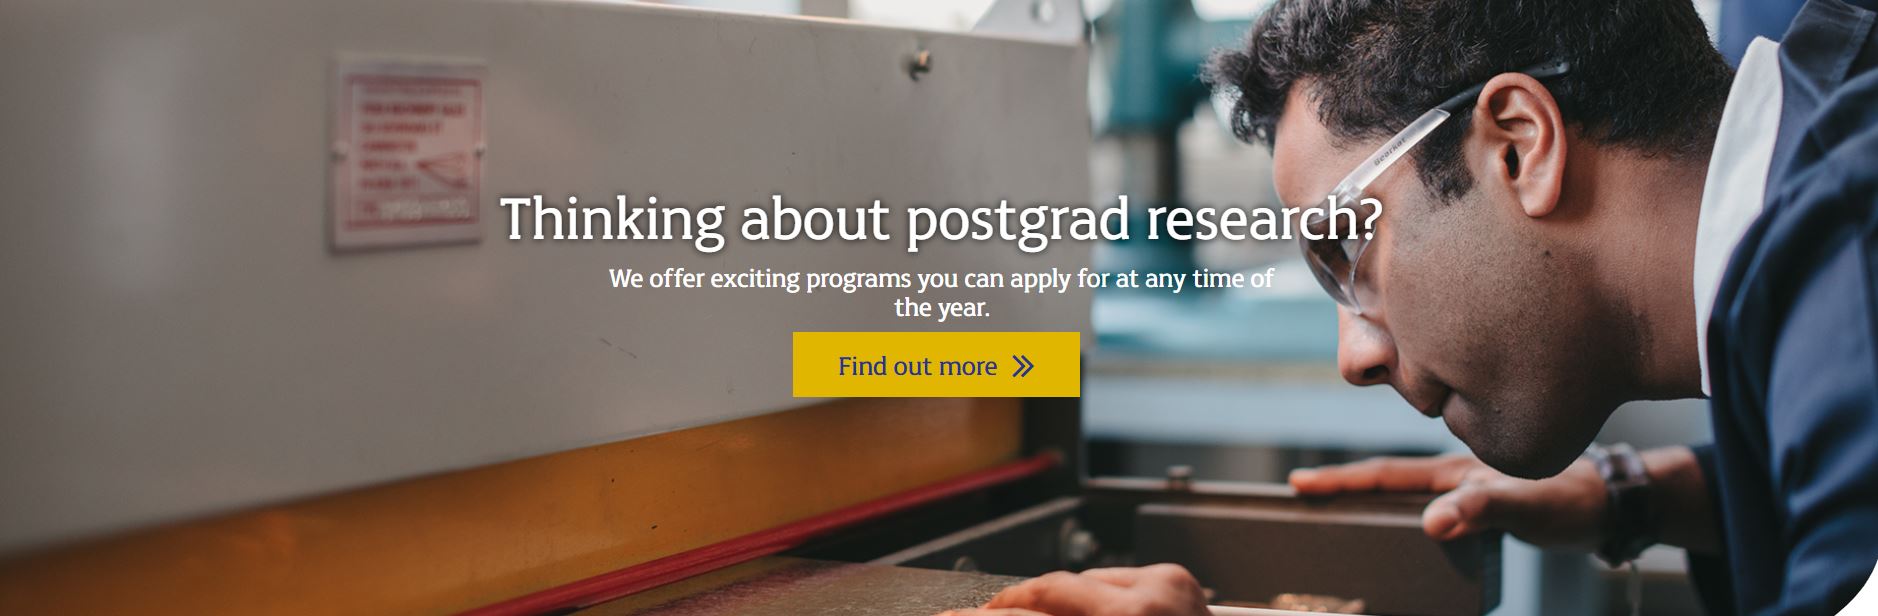 Thinking about postgrad research?
We offer exciting programs you can apply for at any time of
the year.
Find out more